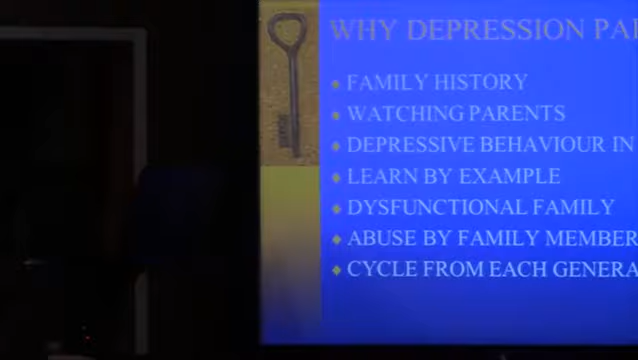 WHY DEPRESSION PA
FAMILY HISTORY
WATCHING PARENTS
DEPRESSIVE BEHAVIOUR IN
LEARN BY EXAMPLE
DYSFUNCTIONAL FAMILY
ABUSE BY FAMILY MEMBER
CYCLE FROM EACH GENERA